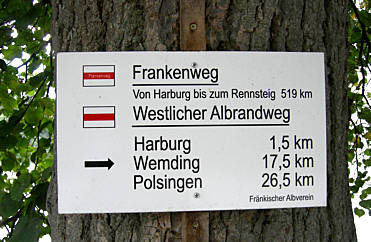 Frankenweg
Frankenweg
Von Harburg bis zum Rennsteig 519 km
Westlicher Albrandweg
Harburg 1,5 km
Wemding 17,5 km
Polsingen 26,5 km
Fränkischer Albverein